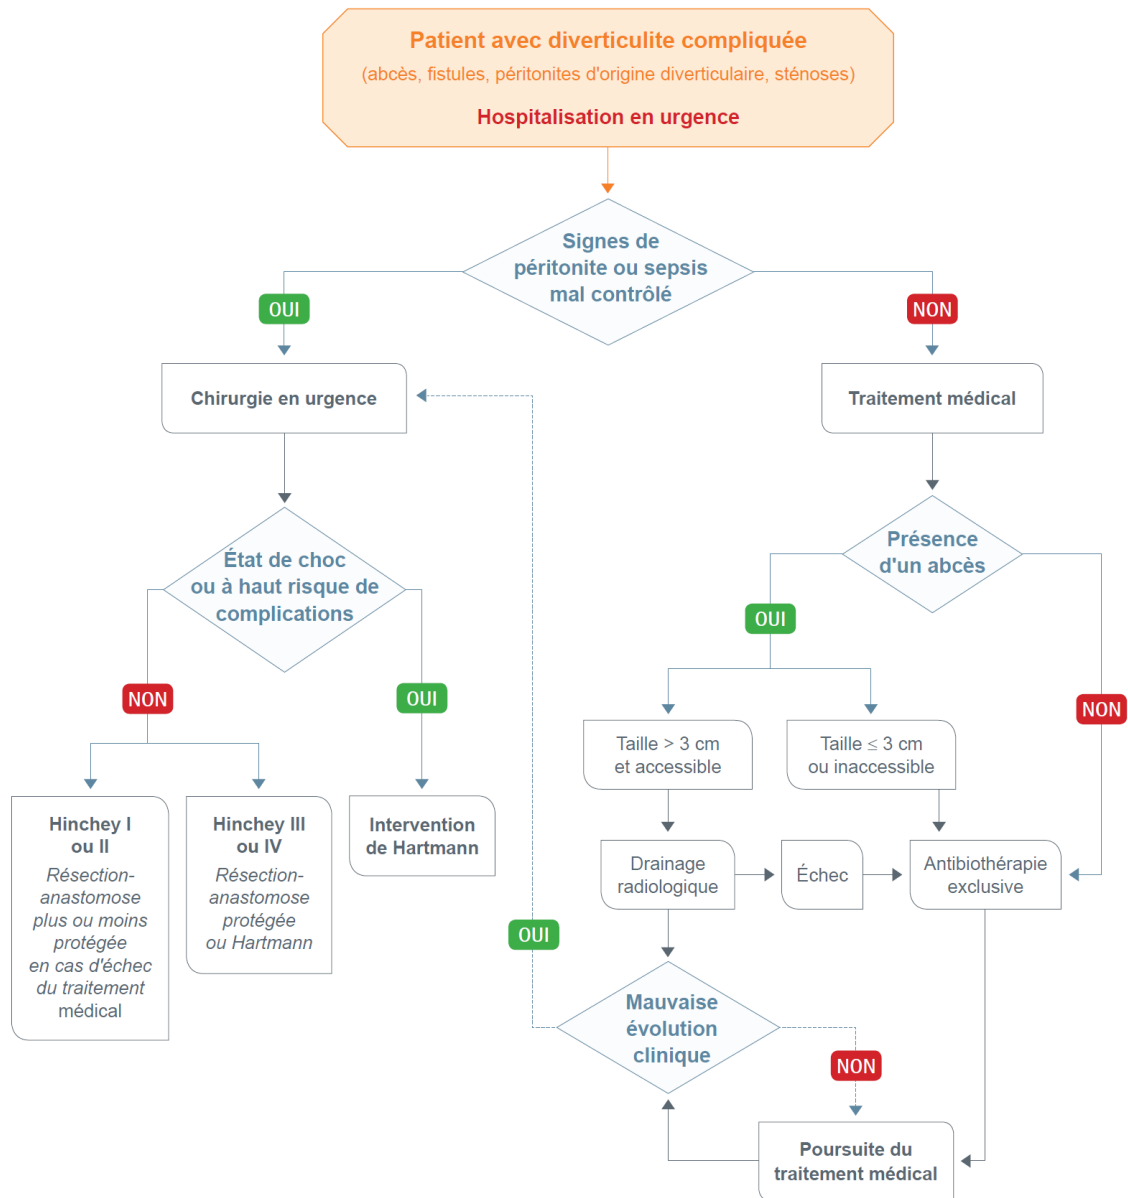 Patient avec diverticulite compliquée
(abcès, fistules, péritonites d'origine diverticulaire, sténoses)
Hospitalisation en urgence
Signes de
péritonite ou sepsis
mal contrôlé
OUI
NON
Chirurgie en urgence
Traitement médical
État de choc
ou à haut risque de
complications
Présence
d'un abcès
OUI
NON
OUI
NON
Taille > 3 cm
et accessible
Taille ≤ 3 cm
ou inaccessible
Hinchey I
ou II
Résection-
anastomose
plus ou moins
protégée
en cas d'échec
du traitement
médical
Hinchey III
ou IV
Résection-
anastomose
protégée
ou Hartmann
Intervention
de Hartmann
Drainage
radiologique
Échec
Antibiothérapie
exclusive
OUI
Mauvaise
évolution
clinique
NON
Poursuite du
traitement médical